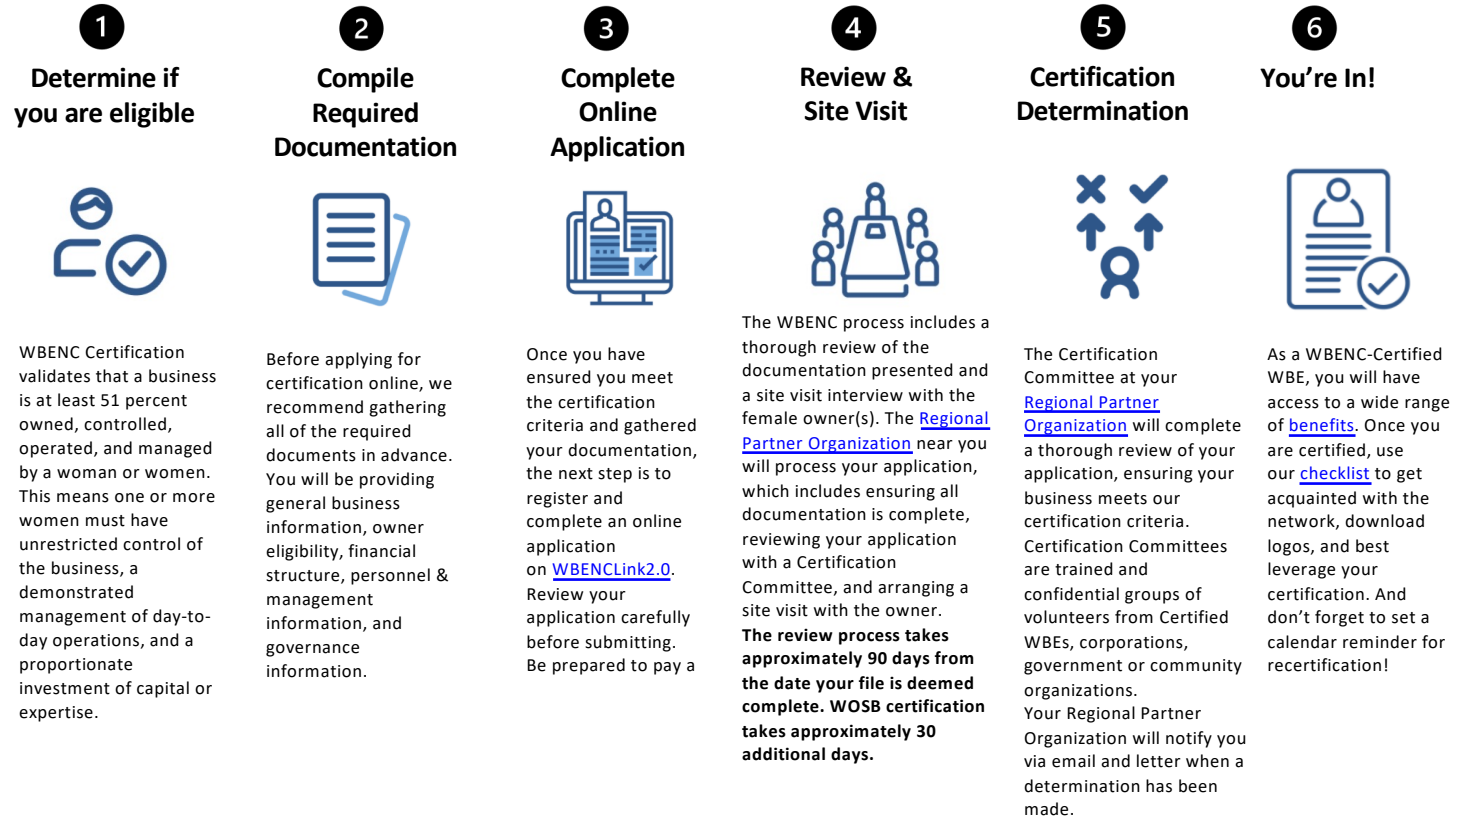 1
Determine if
you are eligible
WBENC Certification
validates that a business
is at least 51 percent
owned, controlled,
operated, and managed
by a woman or women.
This means one or more
women must have
unrestricted control of
the business, a
demonstrated
management of day-to-
day operations, and a
proportionate
investment of capital or
expertise.
2
Compile
Required
Documentation
Before applying for
certification online, we
recommend gathering
all of the required
documents in advance.
You will be providing
general business
information, owner
eligibility, financial
structure, personnel &
management
information, and
governance
information.
3
Complete
Online
Application
Once you have
ensured you meet
the certification
criteria and gathered
your documentation,
the next step is to
register and
complete an online
application
on WBENCLink2.0.
Review your
application carefully
before submitting.
Be prepared to pay a
4
Review &
Site Visit
The WBENC process includes a
thorough review of the
documentation presented and
a site visit interview with the
female owner(s). The Regional
Partner Organization near you
will process your application,
which includes ensuring all
documentation is complete,
reviewing your application
with a Certification
Committee, and arranging a
site visit with the owner.
The review process takes
approximately 90 days from
the date your file is deemed
complete. WOSB certification
takes approximately 30
additional days.
5
Certification
Determination
The Certification
Committee at your
Regional Partner
Organization will complete
a thorough review of your
application, ensuring your
business meets our
certification criteria.
Certification Committees
are trained and
confidential groups of
volunteers from Certified
WBEs, corporations,
government or community
organizations.
Your Regional Partner
Organization will notify you
via email and letter when a
determination has been
made.
6
You're In!
As a WBENC-Certified
WBE, you will have
access to a wide range
of benefits. Once you
are certified, use
our checklist to get
acquainted with the
network, download
logos, and best
leverage your
certification. And
don't forget to set a
calendar reminder for
recertification!